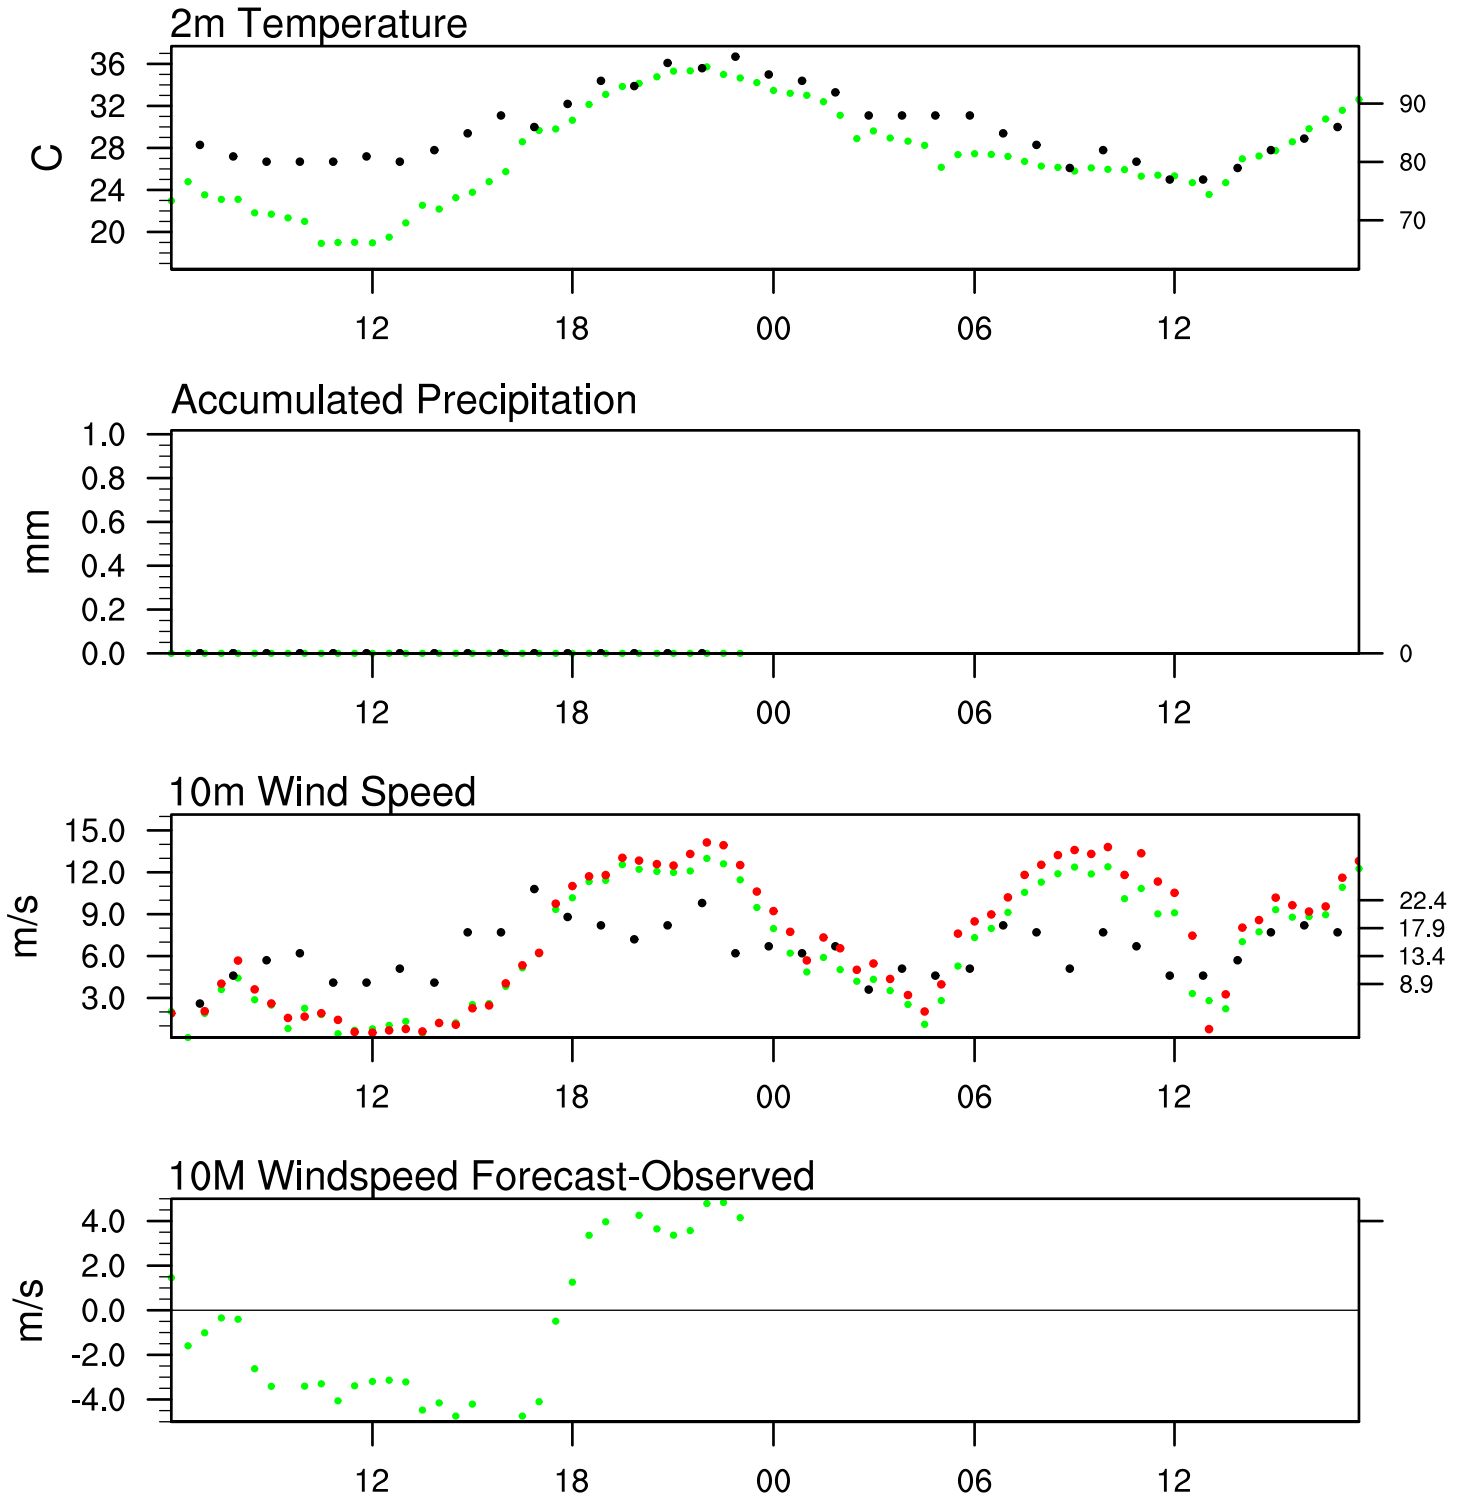 2m Temperature
36
32
28
24
20
C
90
80
70
12 18 00 06 12
Accumulated Precipitation
1.0
0.8
0.6
0.4
0.2
0.0
mm
0
12 18 00 06 12
10m Wind Speed
15.0
12.0
9.0
6.0
3.0
m/s
22.4
17.9
13.4
8.9
12 18 00 06 12
10M Windspeed Forecast-Observed
4.0
2.0
0.0
-2.0
-4.0
m/s
12 18 00 06 12